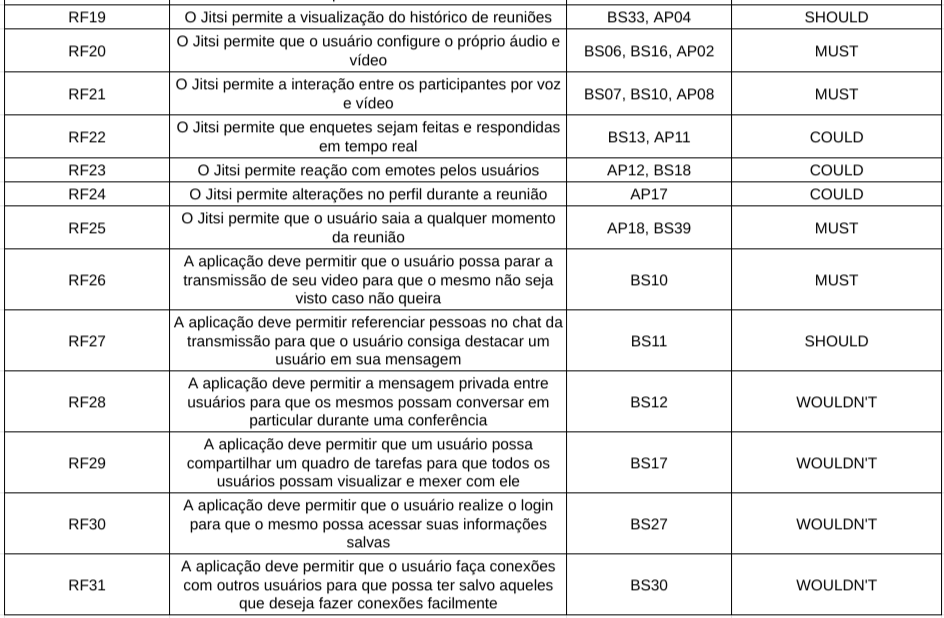 RF19 O Jitsi permite a visualização do histórico de reuniões BS33, AP04 SHOULD
RF20 O Jitsi permite que o usuário configure o próprio áudio e
vídeo BS06, BS16, AP02 MUST
RF21 O Jitsi permite a interação entre os participantes por voz
e vídeo BS07, BS10, AP08 MUST
RF22 O Jitsi permite que enquetes sejam feitas e respondidas
em tempo real BS13, AP11 COULD
RF23 O Jitsi permite reação com emotes pelos usuários AP12, BS18 COULD
RF24 O Jitsi permite alterações no perfil durante a reunião AP17 COULD
RF25 O Jitsi permite que o usuário saia a qualquer momento
da reunião AP18, BS39 MUST
RF26 A aplicação deve permitir que o usuário possa parar a
transmissão de seu video para que o mesmo não seja
visto caso não queira BS10 MUST
RF27 A aplicação deve permitir referenciar pessoas no chat da
transmissão para que o usuário consiga destacar um
usuário em sua mensagem BS11 SHOULD
RF28 A aplicação deve permitir a mensagem privada entre
usuários para que os mesmos possam conversar em
particular durante uma conferência BS12 WOULDN'T
RF29 A aplicação deve permitir que um usuário possa
compartilhar um quadro de tarefas para que todos os
usuários possam visualizar e mexer com ele BS17 WOULDN'T
RF30 A aplicação deve permitir que o usuário realize o login
para que o mesmo possa acessar suas informações
salvas BS27 WOULDN'T
RF31 A aplicação deve permitir que o usuário faça conexões
com outros usuários para que possa ter salvo aqueles
que deseja fazer conexões facilmente BS30 WOULDN'T